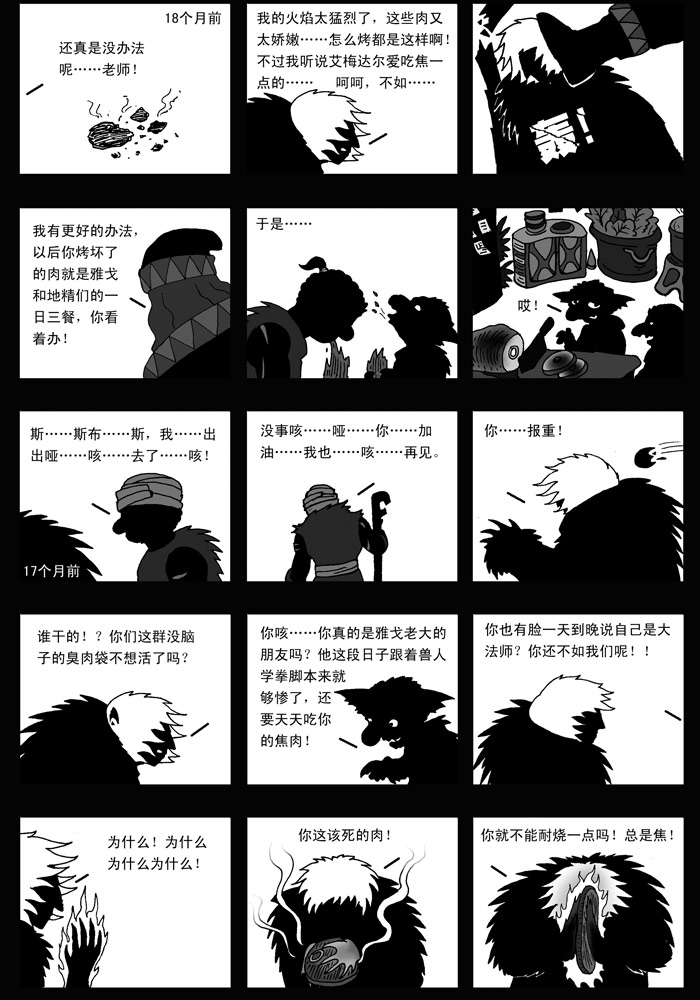 18个月前
还真是没办法
呢……老师！
我的火焰太猛烈了，这些肉又
太娇嫩……怎么烤都是这样啊！
不过我听说艾梅达尔爱吃焦一
点的…… 呵呵，不如……
我有更好的办法，
以后你烤坏了
的肉就是雅戈
和地精们的一
日三餐，你看
着办！
于是……
哎！
斯……斯布……斯，我……出
出哑……咳……去了……咳！
17个月前
没事咳……哑……你……加
油……我也……咳……再见。
你……报重！
谁干的！？你们这群没脑
子的臭肉袋不想活了吗？
你咳……你真的是雅戈老大的
朋友吗？他这段日子跟着兽人
学拳脚本来就
够惨了，还
要天天吃你
的焦肉！
你也有脸一天到晚说自己是大
法师？你还不如我们呢！！
为什么！为什么
为什么为什么！
你这该死的肉！
你就不能耐烧一点吗！总是焦！